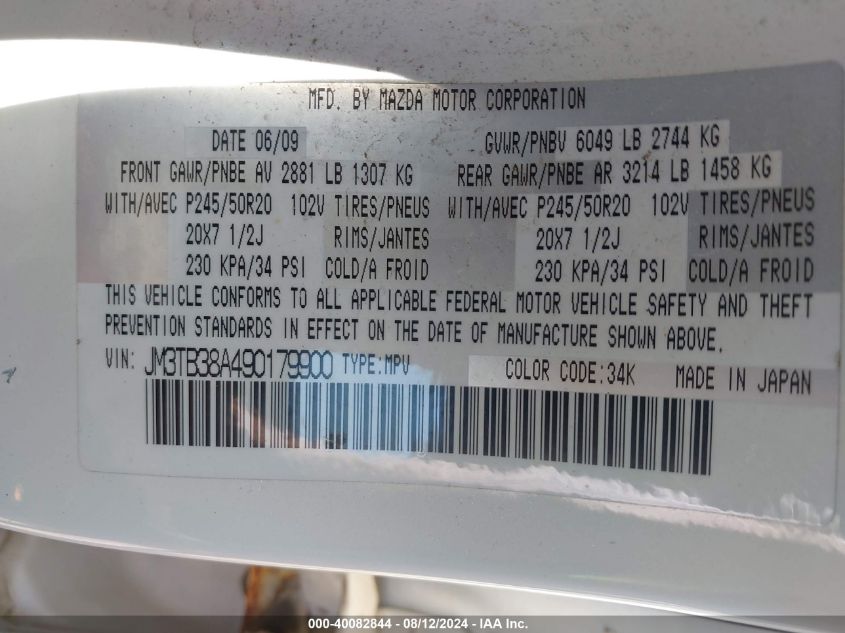 MFD. BY MAZDA MOTOR CORPORATION
DATE 06/09 GVWR/PNBV 6049 LB 2744 KG
FRONT GAWR/PNBE AV 2881 LB 1307 KG REAR GAWR/PNBE AR 3214 LB 1458 KG
WITH/AVEC P245/50R20 102V TIRES/PNEUS WITH/AVEC P245/50R20 102V TIRES/PNEUS
20X7 1/2J RIMS/JANTES 20X7 1/2J RIMS/JANTES
230 KPA/34 PSI COLD/A FROID 230 KPA/34 PSI COLD/A FROID
THIS VEHICLE CONFORMS TO ALL APPLICABLE FEDERAL MOTOR VEHICLE SAFETY AND THEFT
PREVENTION STANDARDS IN EFFECT ON THE DATE OF MANUFACTURE SHOWN ABOVE.
VIN: JM3TB38A490179900 TYPE:MPV COLOR CODE:34K MADE IN JAPAN
000-40082844 - 08/12/2024 - IAA Inc.